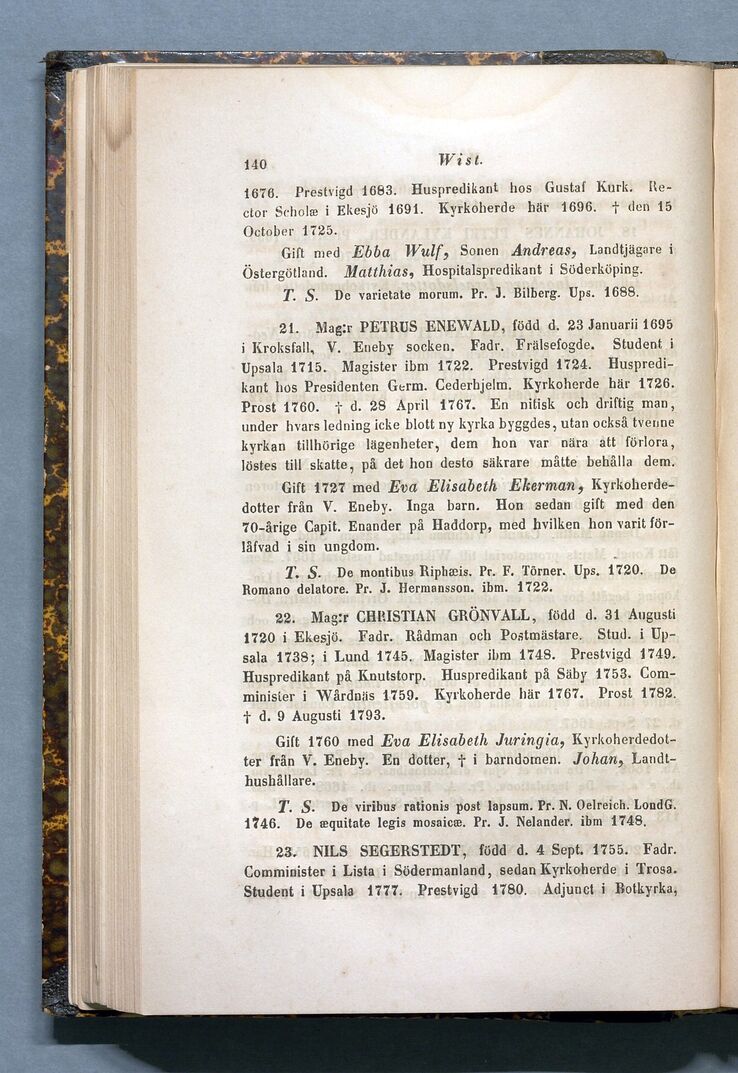 140
Wist.
1676. Prestvigd 1683. Huspredikant hos Gustaf Kurk. Re-
ctor Scholæ i Ekesjö 1691. Kyrkoherde här 1696. † den 15
October 1725.
Gift med Ebba Wulf, Sonen Andreas, Landtjägare i
Östergötland. Matthias, Hospitalspredikant i Söderköping.
T. S. De varietate morum. Pr. J. Bilberg. Ups. 1688.
21. Mag:r PETRUS ENEWALD, född d. 23 Januarii 1695
i Kroksfall, V. Eneby socken. Fadr. Frälsefogde. Student i
Upsala 1715. Magister ibm 1722. Prestvigd 1724. Huspredi-
kant hos Presidenten Germ. Cederhjelm. Kyrkoherde här 1726.
Prost 1760. † d. 28 April 1767. En nitisk och driftig man,
under hvars ledning icke blott ny kyrka byggdes, utan också tvenne
kyrkan tillhörige lägenheter, dem hon var nära att förlora,
löstes till skatte, på det hon desto säkrare måtte behålla dem.
Gift 1727 med Eva Elisabeth Ekerman, Kyrkoherde-
dotter från V. Eneby. Inga barn. Hon sedan gift med den
70-årige Capit. Enander på Haddorp, med hvilken hon varit för-
låfvad i sin ungdom.
T. S. De montibus Riphæis. Pr. F. Törner. Ups. 1720. De
Romano delatore. Pr. J. Hermansson. ibm. 1722.
22. Mag:r CHRISTIAN GRÖNVALL, född d. 31 Augusti
1720 i Ekesjö. Fadr. Rådman och Postmästare. Stud. i Up-
sala 1738; i Lund 1745. Magister ibm 1748. Prestvigd 1749.
Huspredikant på Knutstorp. Huspredikant på Säby 1753. Com-
minister i Wårdnäs 1759. Kyrkoherde här 1767. Prost 1782.
† d. 9 Augusti 1793.
Gift 1760 med Eva Elisabeth Juringia, Kyrkoherdedot-
ter från V. Eneby. En dotter, † i barndomen. Johan, Landt-
hushållare.
T. S. De viribus rationis post lapsum. Pr. N. Oelreich. LondG.
1746. De æquitate legis mosaicæ. Pr. J. Nelander. ibm 1748.
23. NILS SEGERSTEDT, född d. 4 Sept. 1755. Fadr.
Comminister i Lista i Södermanland, sedan Kyrkoherde i Trosa.
Student i Upsala 1777. Prestvigd 1780. Adjunct i Botkyrka,